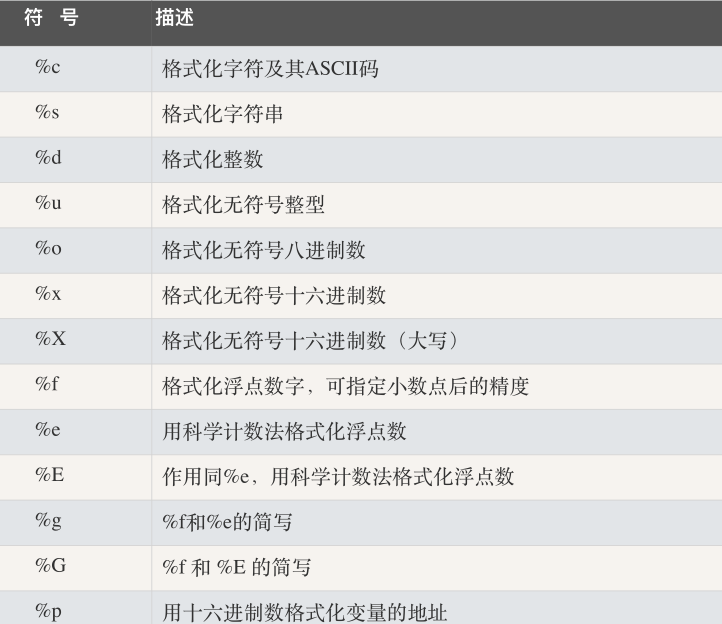 符 号 描述
%c 格式化字符及其ASCII码
%s 格式化字符串
%d 格式化整数
%u 格式化无符号整型
%o 格式化无符号八进制数
%x 格式化无符号十六进制数
%X 格式化无符号十六进制数（大写）
%f 格式化浮点数字，可指定小数点后的精度
%e 用科学计数法格式化浮点数
%E 作用同%e，用科学计数法格式化浮点数
%g %f和%e的简写
%G %f 和 %E 的简写
%p 用十六进制数格式化变量的地址